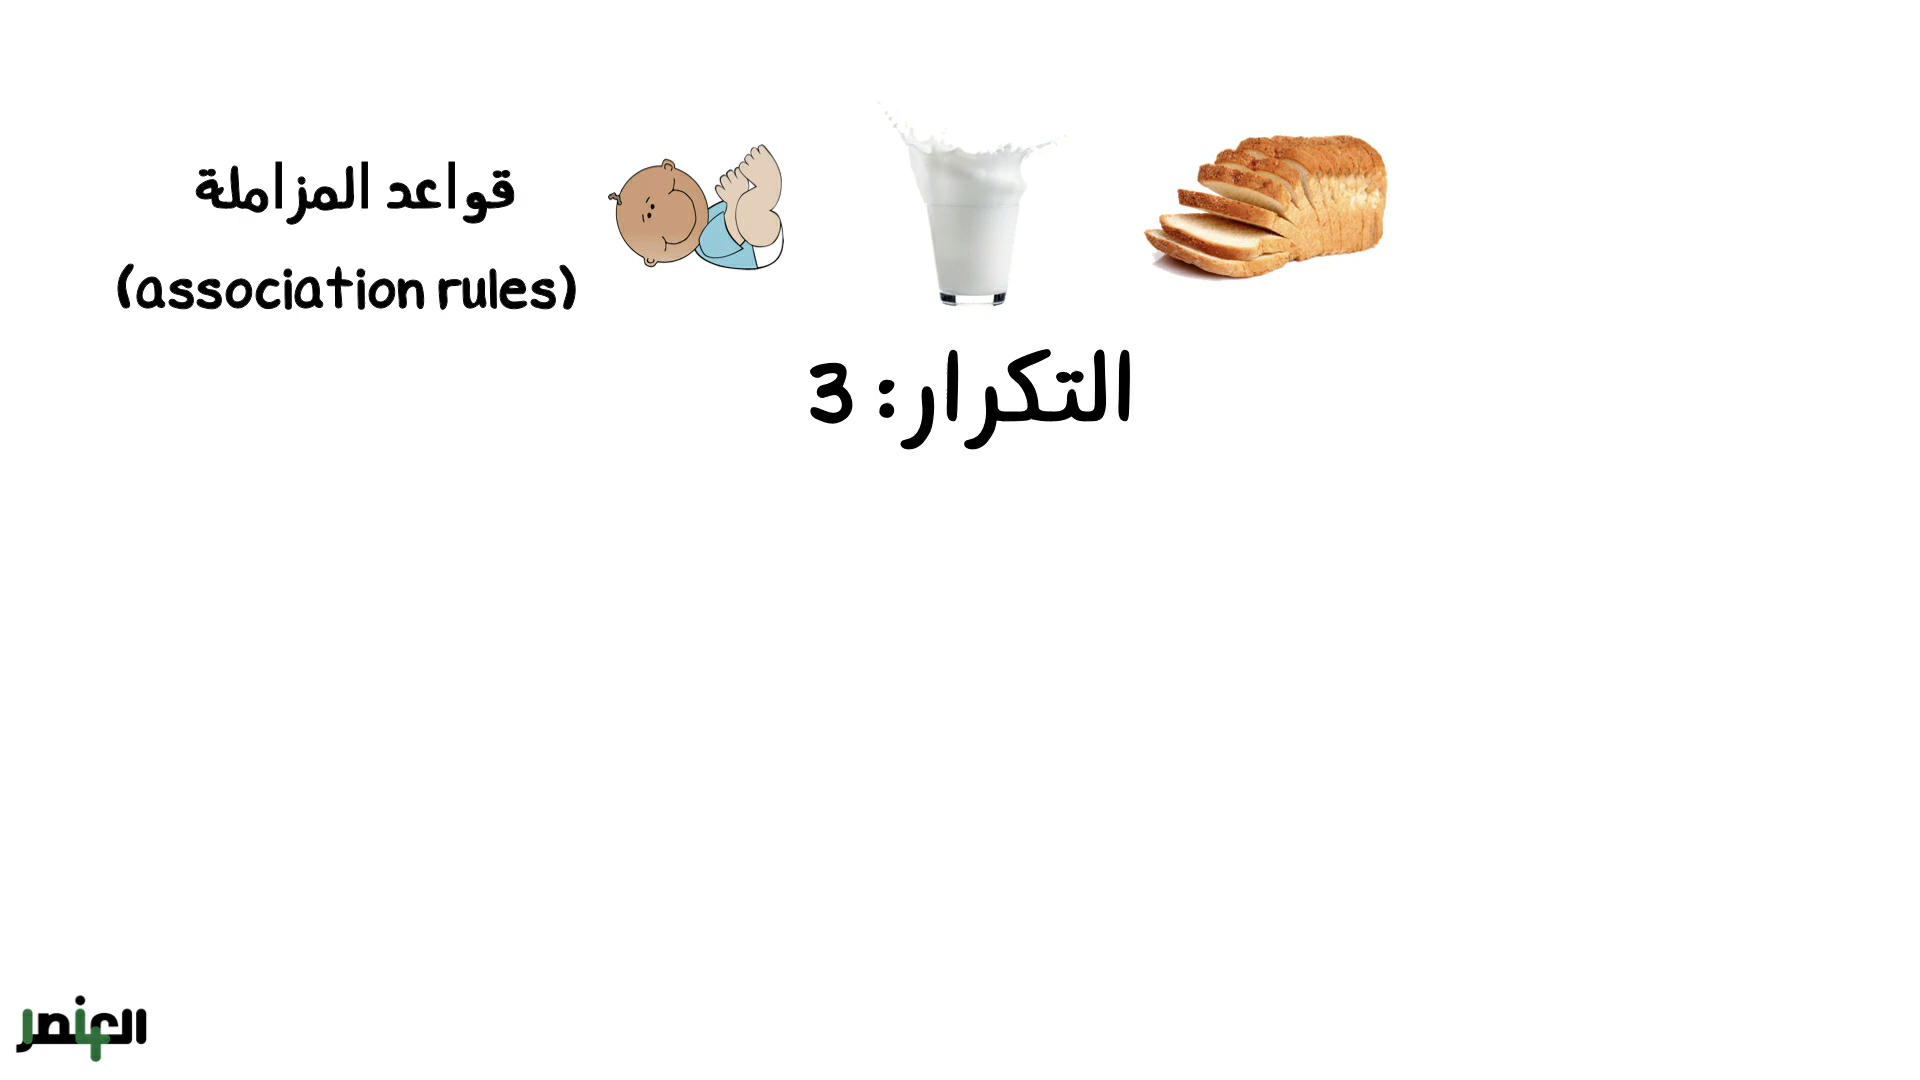 قواعد المزاملة
(association rules)
التكرار: 3
العنصر